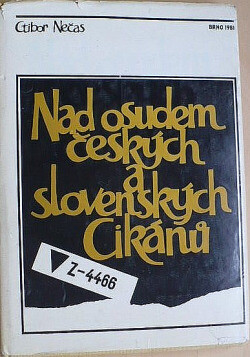 Ctibor Nečas
BRNO 1981
Nad osudem
českých
a
slovenských
Cikánů
Z-4466